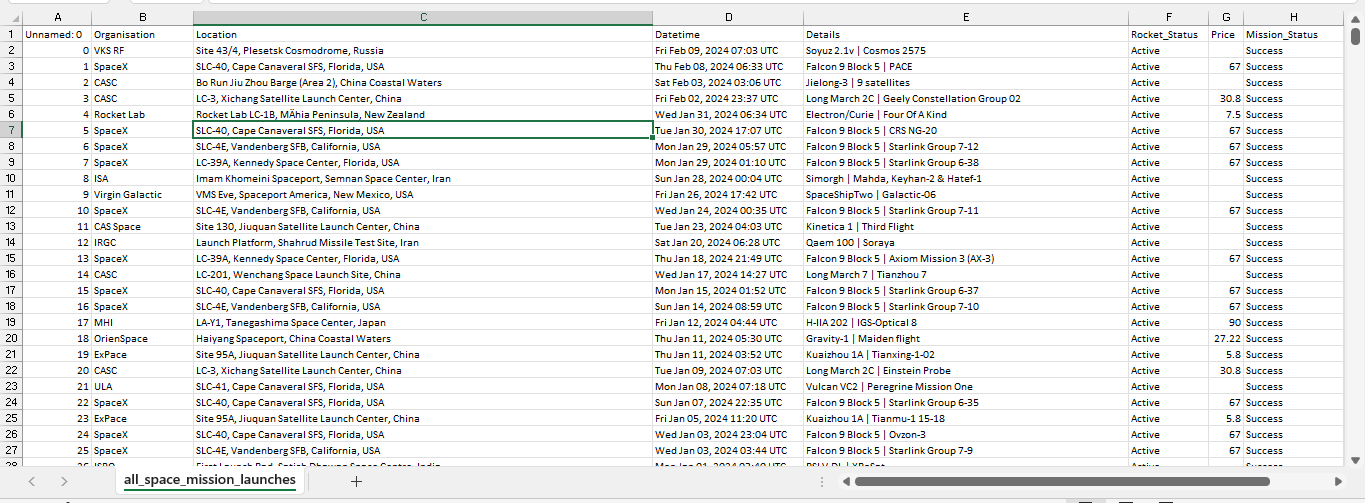 A B C D E F G H
1 Unnamed: 0 Organisation Location Datetime Details Rocket_Status Price Mission_Status
2 0 VKS RF Site 43/4, Plesetsk Cosmodrome, Russia Fri Feb 09, 2024 07:03 UTC Soyuz 2.1v | Cosmos 2575 Active Success
3 1 SpaceX SLC-40, Cape Canaveral SFS, Florida, USA Thu Feb 08, 2024 06:33 UTC Falcon 9 Block 5 | PACE Active 67 Success
4 2 CASC Bo Run Jiu Zhou Barge (Area 2), China Coastal Waters Sat Feb 03, 2024 03:06 UTC Jielong-3 | 9 satellites Active Success
5 3 CASC LC-3, Xichang Satellite Launch Center, China Fri Feb 02, 2024 23:37 UTC Long March 2C | Geely Constellation Group 02 Active 30.8 Success
6 4 Rocket Lab Rocket Lab LC-1B, MÄhia Peninsula, New Zealand Wed Jan 31, 2024 06:34 UTC Electron/Curie | Four Of A Kind Active 7.5 Success
7 5 SpaceX SLC-40, Cape Canaveral SFS, Florida, USA Tue Jan 30, 2024 17:07 UTC Falcon 9 Block 5 | CRS NG-20 Active 67 Success
8 6 SpaceX SLC-4E, Vandenberg SFB, California, USA Mon Jan 29, 2024 05:57 UTC Falcon 9 Block 5 | Starlink Group 7-12 Active 67 Success
9 7 SpaceX LC-39A, Kennedy Space Center, Florida, USA Mon Jan 29, 2024 01:10 UTC Falcon 9 Block 5 | Starlink Group 6-38 Active 67 Success
10 8 ISA Imam Khomeini Spaceport, Semnan Space Center, Iran Sun Jan 28, 2024 00:04 UTC Simorgh | Mahda, Keyhan-2 & Hatef-1 Active Success
11 9 Virgin Galactic VMS Eve, Spaceport America, New Mexico, USA Fri Jan 26, 2024 17:42 UTC SpaceShipTwo | Galactic-06 Active Success
12 10 SpaceX SLC-4E, Vandenberg SFB, California, USA Wed Jan 24, 2024 00:35 UTC Falcon 9 Block 5 | Starlink Group 7-11 Active 67 Success
13 11 CAS Space Site 130, Jiuquan Satellite Launch Center, China Tue Jan 23, 2024 04:03 UTC Kinetica 1 | Third Flight Active Success
14 12 IRGC Launch Platform, Shahrud Missile Test Site, Iran Sat Jan 20, 2024 06:28 UTC Qaem 100 | Soraya Active Success
15 13 SpaceX LC-39A, Kennedy Space Center, Florida, USA Thu Jan 18, 2024 21:49 UTC Falcon 9 Block 5 | Axiom Mission 3 (AX-3) Active 67 Success
16 14 CASC LC-201, Wenchang Space Launch Site, China Wed Jan 17, 2024 14:27 UTC Long March 7 | Tianzhou 7 Active Success
17 15 SpaceX SLC-40, Cape Canaveral SFS, Florida, USA Mon Jan 15, 2024 01:52 UTC Falcon 9 Block 5 | Starlink Group 6-37 Active 67 Success
18 16 SpaceX SLC-4E, Vandenberg SFB, California, USA Sun Jan 14, 2024 08:59 UTC Falcon 9 Block 5 | Starlink Group 7-10 Active 67 Success
19 17 MHI LA-Y1, Tanegashima Space Center, Japan Fri Jan 12, 2024 04:44 UTC H-IIA 202 | IGS-Optical 8 Active 90 Success
20 18 OrienSpace Haiyang Spaceport, China Coastal Waters Thu Jan 11, 2024 05:30 UTC Gravity-1 | Maiden flight Active 27.22 Success
21 19 ExPace Site 95A, Jiuquan Satellite Launch Center, China Thu Jan 11, 2024 03:52 UTC Kuaizhou 1A | Tianxing-1-02 Active 5.8 Success
22 20 CASC LC-3, Xichang Satellite Launch Center, China Tue Jan 09, 2024 07:03 UTC Long March 2C | Einstein Probe Active 30.8 Success
23 21 ULA SLC-41, Cape Canaveral SFS, Florida, USA Mon Jan 08, 2024 07:18 UTC Vulcan VC2 | Peregrine Mission One Active Success
24 22 SpaceX SLC-40, Cape Canaveral SFS, Florida, USA Sun Jan 07, 2024 22:35 UTC Falcon 9 Block 5 | Starlink Group 6-35 Active 67 Success
25 23 ExPace Site 95A, Jiuquan Satellite Launch Center, China Fri Jan 05, 2024 11:20 UTC Kuaizhou 1A | Tianmu-1 15-18 Active 5.8 Success
26 24 SpaceX SLC-40, Cape Canaveral SFS, Florida, USA Wed Jan 03, 2024 23:04 UTC Falcon 9 Block 5 | Ovzon-3 Active 67 Success
27 25 SpaceX SLC-4E, Vandenberg SFB, California, USA Wed Jan 03, 2024 03:44 UTC Falcon 9 Block 5 | Starlink Group 7-9 Active 67 Success
all_space_mission_launches